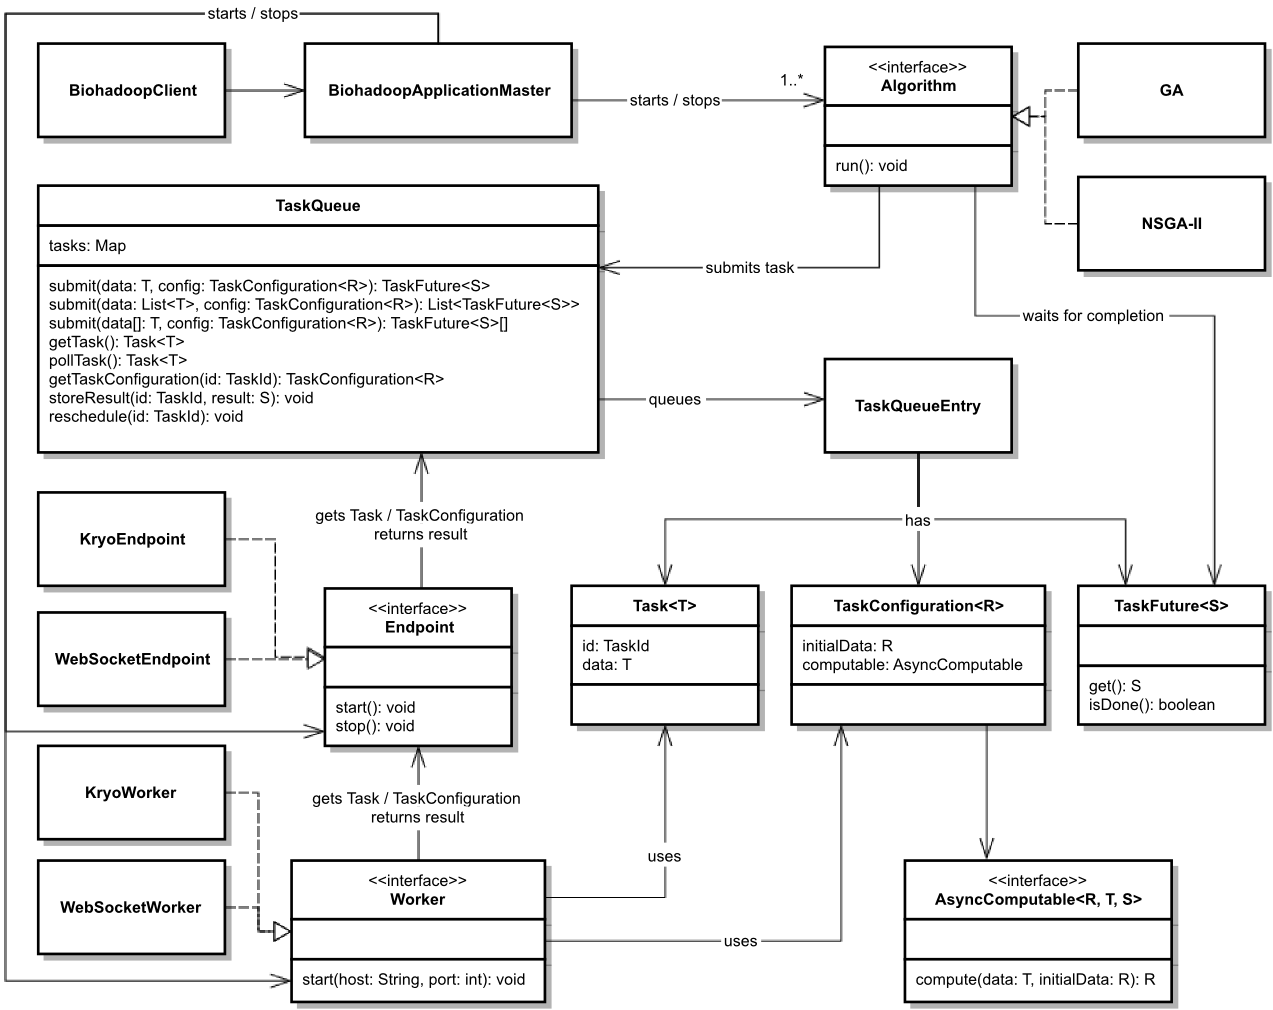 starts / stops
BiohadoopClient
BiohadoopApplicationMaster
starts / stops
1..*
<<interface>>
Algorithm
run(): void
GA
NSGA-II
TaskQueue
tasks: Map
submit(data: T, config: TaskConfiguration<R>): TaskFuture<S>
submit(data: List<T>, config: TaskConfiguration<R>): List<TaskFuture<S>>
submit(data[]: T, config: TaskConfiguration<R>): TaskFuture<S>[]
getTask(): Task<T>
pollTask(): Task<T>
getTaskConfiguration(id: TaskId): TaskConfiguration<R>
storeResult(id: TaskId, result: S): void
reschedule(id: TaskId): void
submits task
waits for completion
queues
TaskQueueEntry
has
KryoEndpoint
WebSocketEndpoint
gets Task / TaskConfiguration
returns result
<<interface>>
Endpoint
start(): void
stop(): void
Task<T>
id: TaskId
data: T
TaskConfiguration<R>
initialData: R
computable: AsyncComputable
TaskFuture<S>
get(): S
isDone(): boolean
KryoWorker
WebSocketWorker
gets Task / TaskConfiguration
returns result
<<interface>>
Worker
start(host: String, port: int): void
uses
uses
<<interface>>
AsyncComputable<R, T, S>
compute(data: T, initialData: R): R